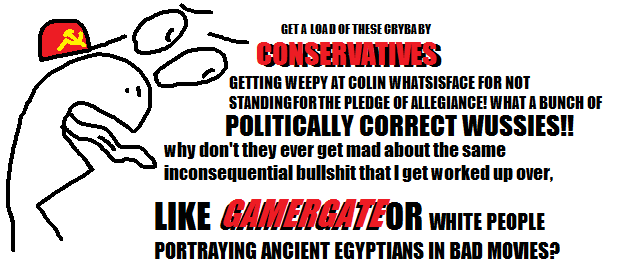 GET A LOAD OF THESE CRYBABY
CONSERVATIVES
GETTING WEEPY AT COLIN WHATSISFACE FOR NOT
STANDING FOR THE PLEDGE OF ALLEGIANCE! WHAT A BUNCH OF
POLITICALLY CORRECT WUSSIES!!
why don't they ever get mad about the same
inconsequential bullshit that I get worked up over,
LIKE GAMERGATE OR WHITE PEOPLE
PORTRAYING ANCIENT EGYPTIANS IN BAD MOVIES?